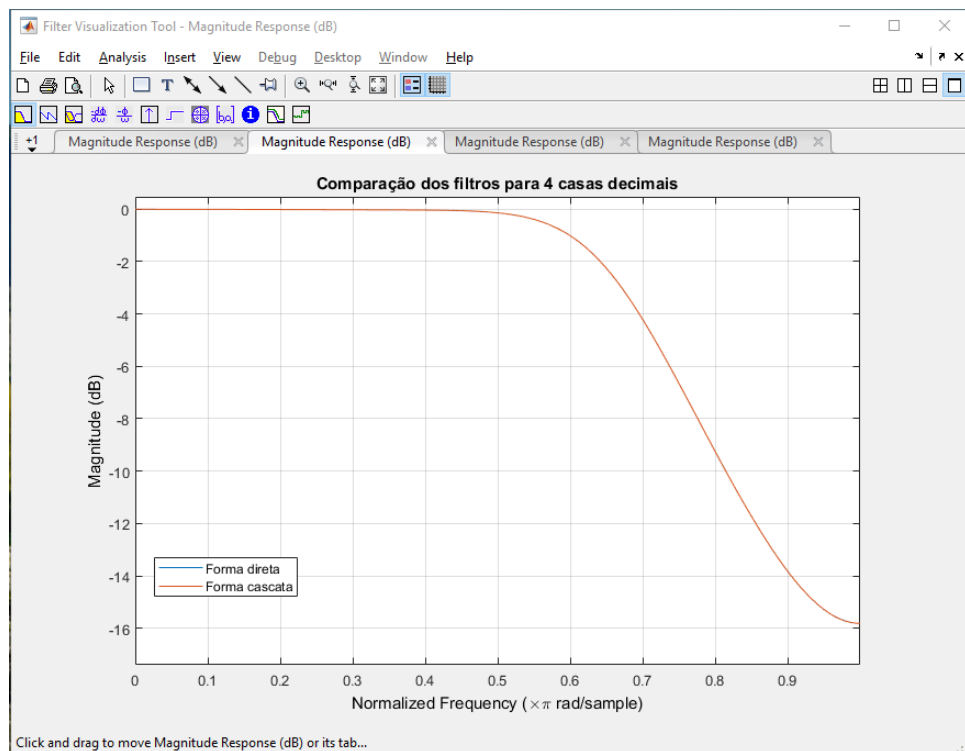 Filter Visualization Tool - Magnitude Response (dB)
File Edit Analysis Insert View Debug Desktop Window Help
+1 Magnitude Response (dB) Magnitude Response (dB) Magnitude Response (dB) Magnitude Response (dB)
Comparação dos filtros para 4 casas decimais
0
-2
-4
-6
-8
-10
-12
-14
-16
Magnitude (dB)
Forma direta
Forma cascata
0 0.1 0.2 0.3 0.4 0.5 0.6 0.7 0.8 0.9
Normalized Frequency (×π rad/sample)
Click and drag to move Magnitude Response (dB) or its tab...